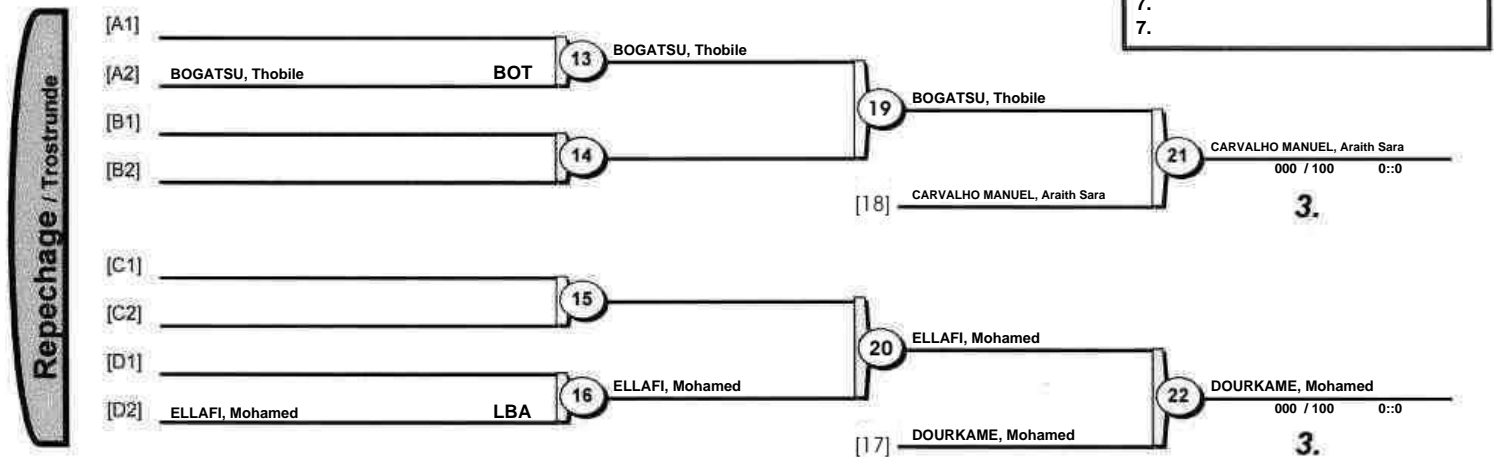 7.
7.
Repechage / Trostrunde
[A1]
13
BOGATSU, Thobile
[A2] BOGATSU, Thobile BOT
19
BOGATSU, Thobile
[B1]
14
[B2]
21
CARVALHO MANUEL, Araith Sara
000 / 100 0::0
[18] CARVALHO MANUEL, Araith Sara
3.
[C1]
15
[C2]
20
ELLAFI, Mohamed
[D1]
16
ELLAFI, Mohamed
[D2] ELLAFI, Mohamed LBA
22
DOURKAME, Mohamed
000 / 100 0::0
[17] DOURKAME, Mohamed
3.